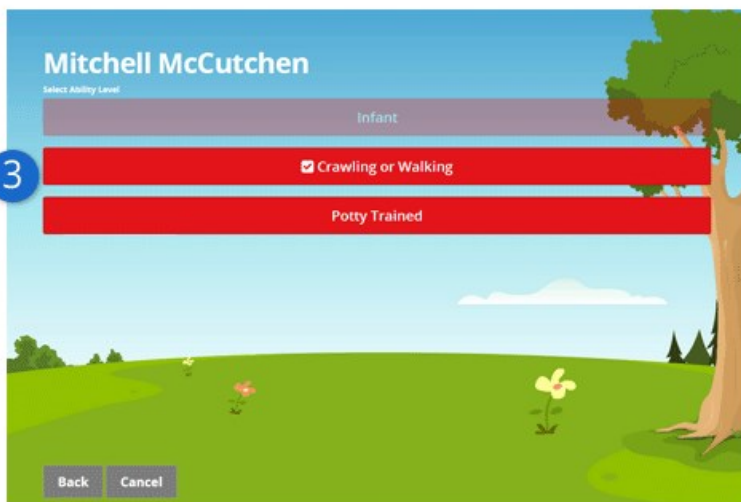 Mitchell McCutchen
Select Ability Level
Infant
3
Crawling or Walking
Potty Trained
Back Cancel